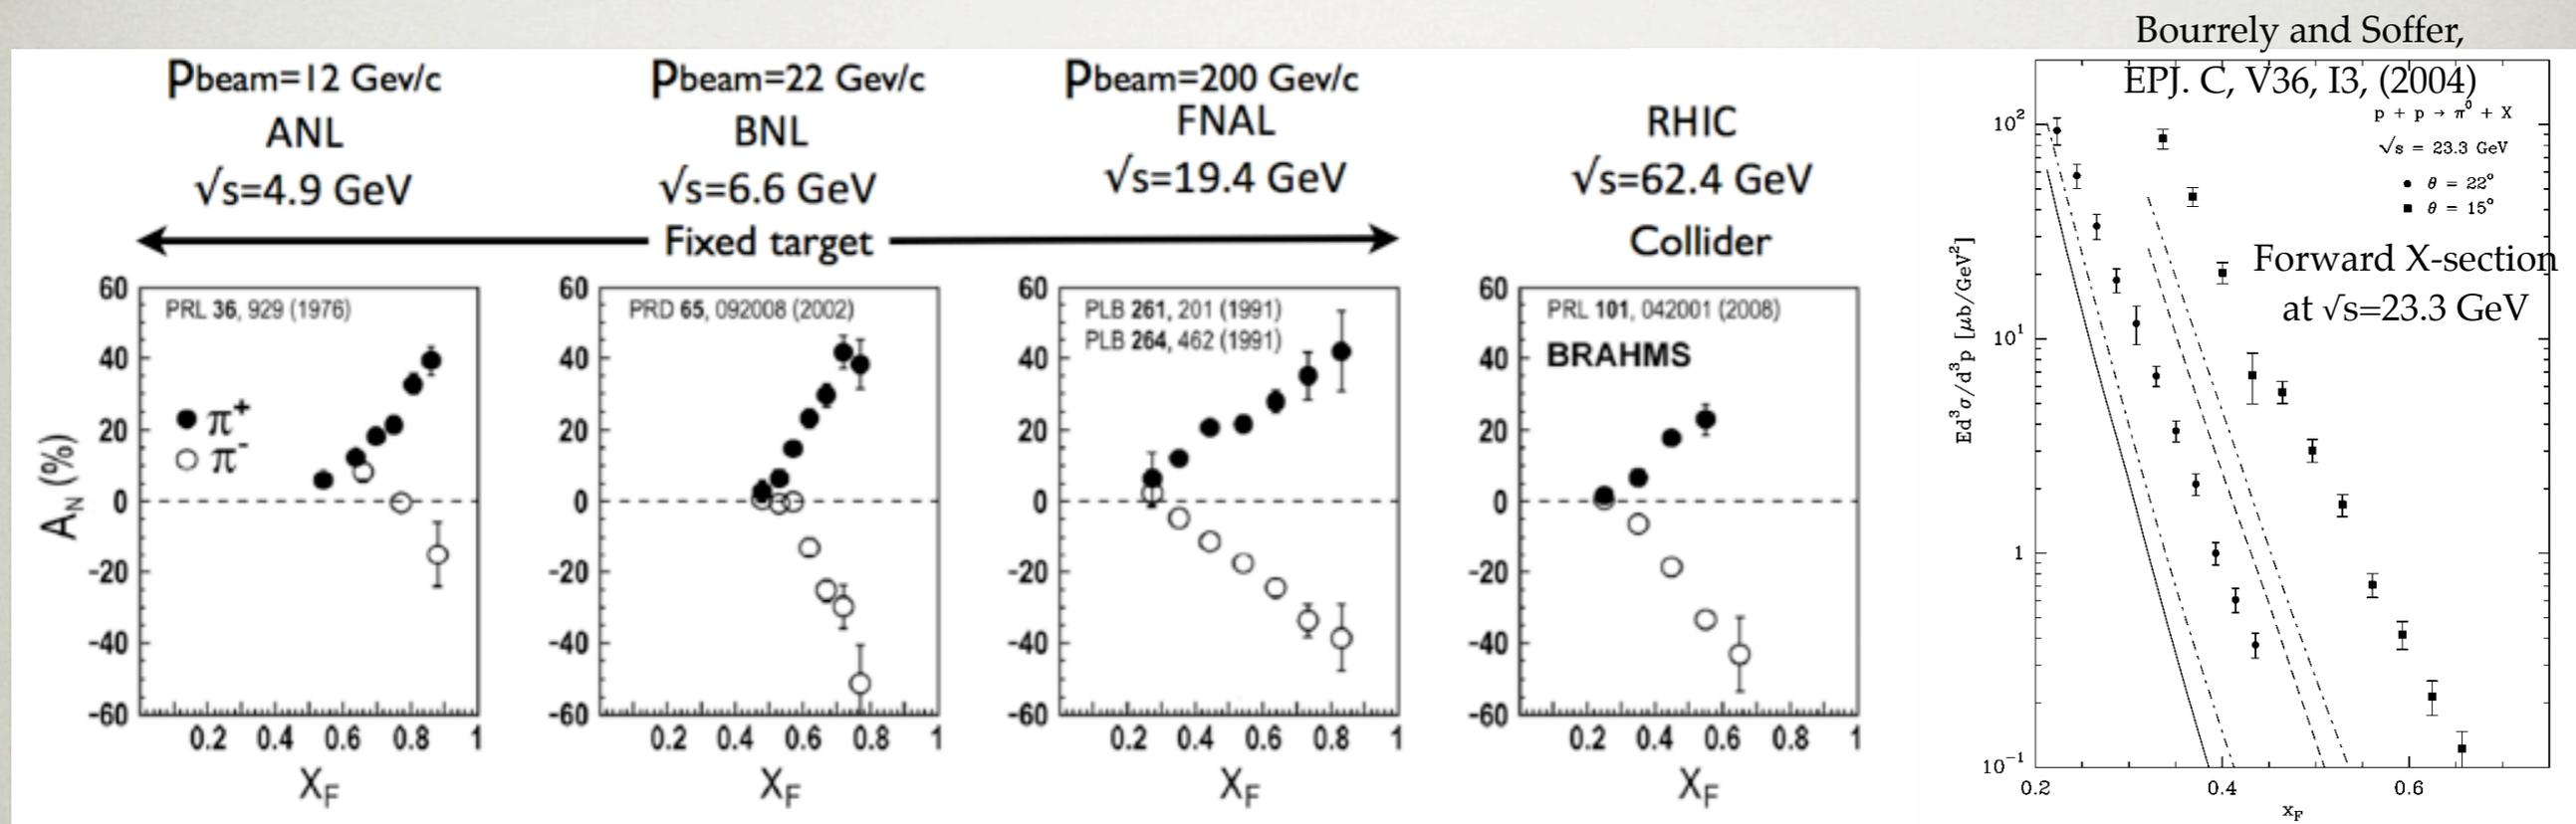 Pbeam=12 Gev/c
ANL
√s=4.9 GeV
Pbeam=22 Gev/c
BNL
√s=6.6 GeV
Pbeam=200 Gev/c
FNAL
√s=19.4 GeV
RHIC
√s=62.4 GeV
Fixed target
Collider
A_N (%)
60
40
20
0
-20
-40
-60
PRL 36, 929 (1976)
π⁺
π⁻
0.2 0.4 0.6 0.8 1
X_F
60
40
20
0
-20
-40
-60
PRD 65, 092008 (2002)
0.2 0.4 0.6 0.8 1
X_F
60
40
20
0
-20
-40
-60
PLB 261, 201 (1991)
PLB 264, 462 (1991)
0.2 0.4 0.6 0.8 1
X_F
60
40
20
0
-20
-40
-60
PRL 101, 042001 (2008)
BRAHMS
0.2 0.4 0.6 0.8 1
X_F
Bourrely and Soffer,
EPJ. C, V36, I3, (2004)
p + p → π⁰ + X
√s = 23.3 GeV
θ = 22°
θ = 15°
Forward X-section
at √s=23.3 GeV
Ed³σ/d³p [μb/GeV²]
10²
10¹
1
10⁻¹
0.2 0.4 0.6
x_F